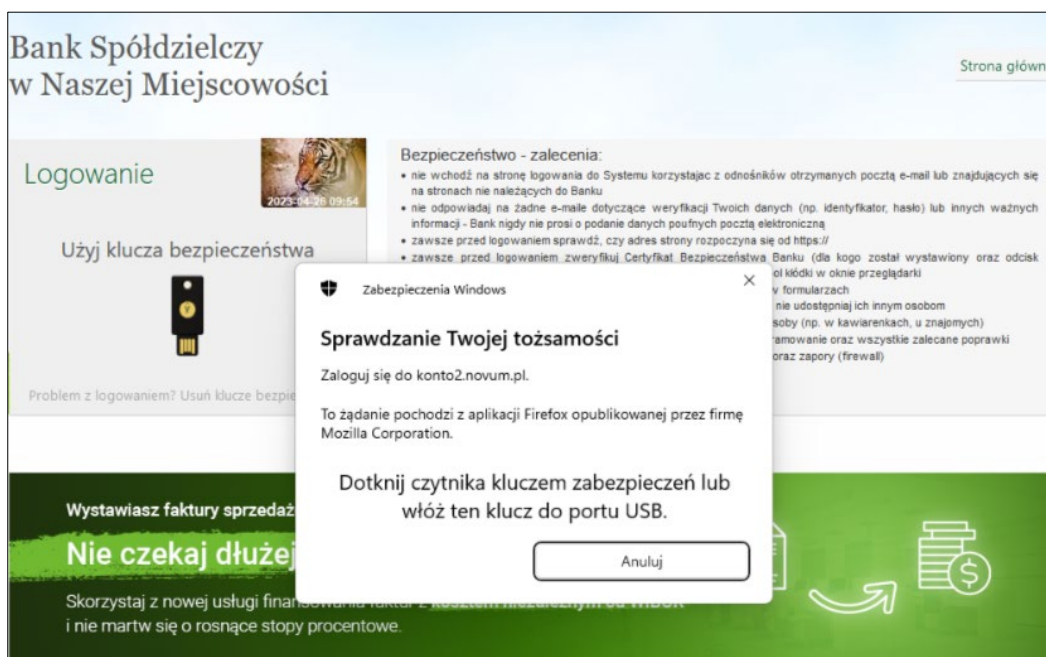 Bank Spółdzielczy
w Naszej Miejscowości
Strona główn
Logowanie
2023-04-26 09:54
Użyj klucza bezpieczeństwa
Problem z logowaniem? Usuń klucze bezpie
Bezpieczeństwo - zalecenia:
• nie wchodź na stronę logowania do Systemu korzystajac z odnośników otrzymanych pocztą e-mail lub znajdujących się
na stronach nie należących do Banku
• nie odpowiadaj na żadne e-maile dotyczące weryfikacji Twoich danych (np. identyfikator, hasło) lub innych ważnych
informacji - Bank nigdy nie prosi o podanie danych poufnych pocztą elektroniczną
• zawsze przed logowaniem sprawdź, czy adres strony rozpoczyna się od https://
• zawsze przed logowaniem zweryfikuj Certyfikat Bezpieczeństwa Banku (dla kogo został wystawiony oraz odcisk
ol kłódki w oknie przeglądarki
w formularzach
nie udostępniaj ich innym osobom
soby (np. w kawiarenkach, u znajomych)
ramowanie oraz wszystkie zalecane poprawki
oraz zapory (firewall)
Zabezpieczenia Windows
Sprawdzanie Twojej tożsamości
Zaloguj się do konto2.novum.pl.
To żądanie pochodzi z aplikacji Firefox opublikowanej przez firmę
Mozilla Corporation.
Dotknij czytnika kluczem zabezpieczeń lub
włóż ten klucz do portu USB.
Anuluj
Wystawiasz faktury sprzedaż
Nie czekaj dłużej
Skorzystaj z nowej usługi finansowania faktur z kosztem niezależnym od WIBOR
i nie martw się o rosnące stopy procentowe.